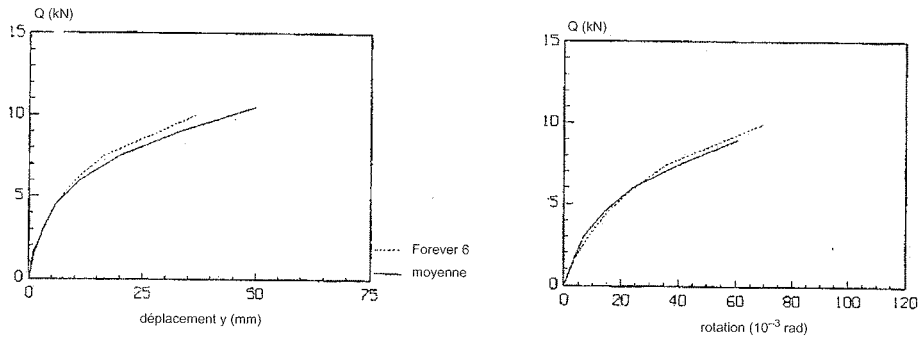 Q (kN)
15
10
5
0
0 25 50 75
déplacement y (mm)
Forever 6
moyenne
Q (kN)
15
10
5
0
0 20 40 60 80 100 120
rotation (10⁻³ rad)